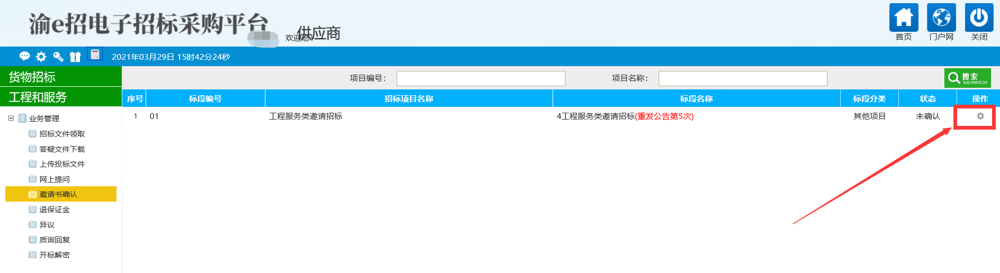 渝e招电子招标采购平台
欢迎您!
供应商
首页
门户网
关闭
2021年03月29日 15时42分24秒
货物招标
工程和服务
项目编号：
项目名称：
搜索
SEARCH
序号 标段编号 招标项目名称 标段名称 标段分类 状态 操作
1 01 工程服务类邀请招标 4工程服务类邀请招标(重发公告第5次) 其他项目 未确认
业务管理
招标文件领取
答疑文件下载
上传投标文件
网上提问
邀请书确认
退保证金
异议
质询回复
开标解密